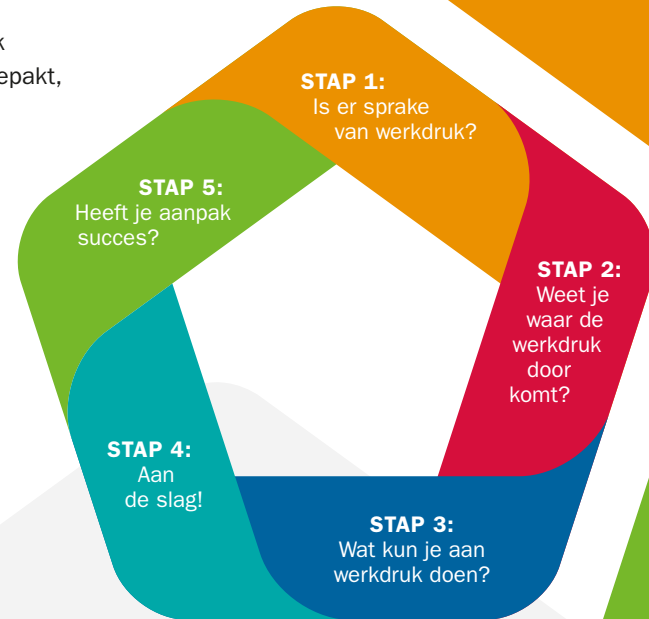 STAP 1:
Is er sprake
van werkdruk?
STAP 2:
Weet je
waar de
werkdruk
door
komt?
STAP 3:
Wat kun je aan
werkdruk doen?
STAP 4:
Aan
de slag!
STAP 5:
Heeft je aanpak
succes?